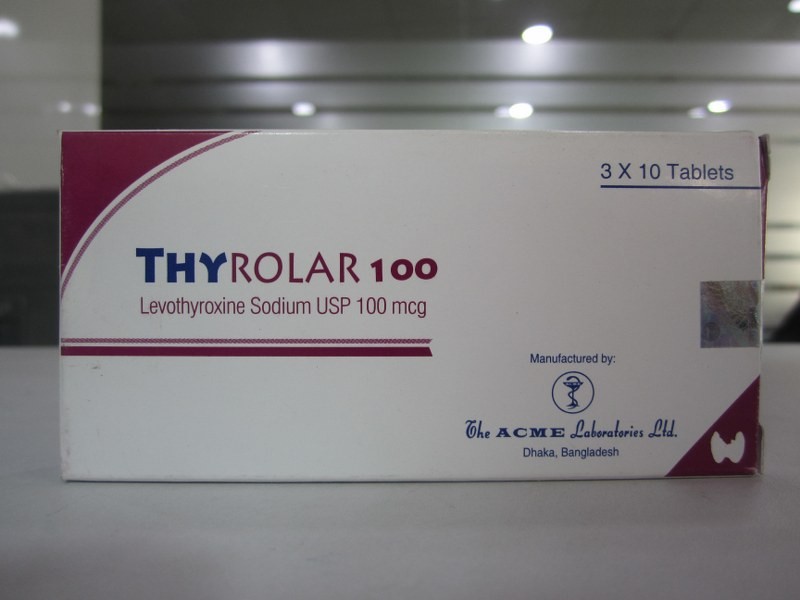 3 X 10 Tablets
THYROLAR 100
Levothyroxine Sodium USP 100 mcg
Manufactured by:
The ACME Laboratories Ltd.
Dhaka, Bangladesh